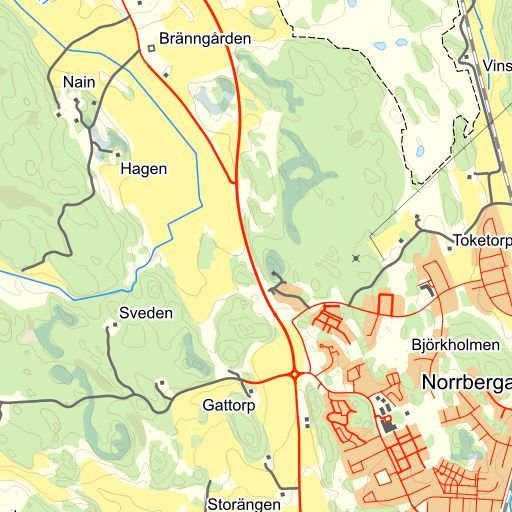 Bränngården
Vins
Nain
Hagen
Toketorp
Sveden
Björkholmen
Norrberga
Gattorp
Storängen